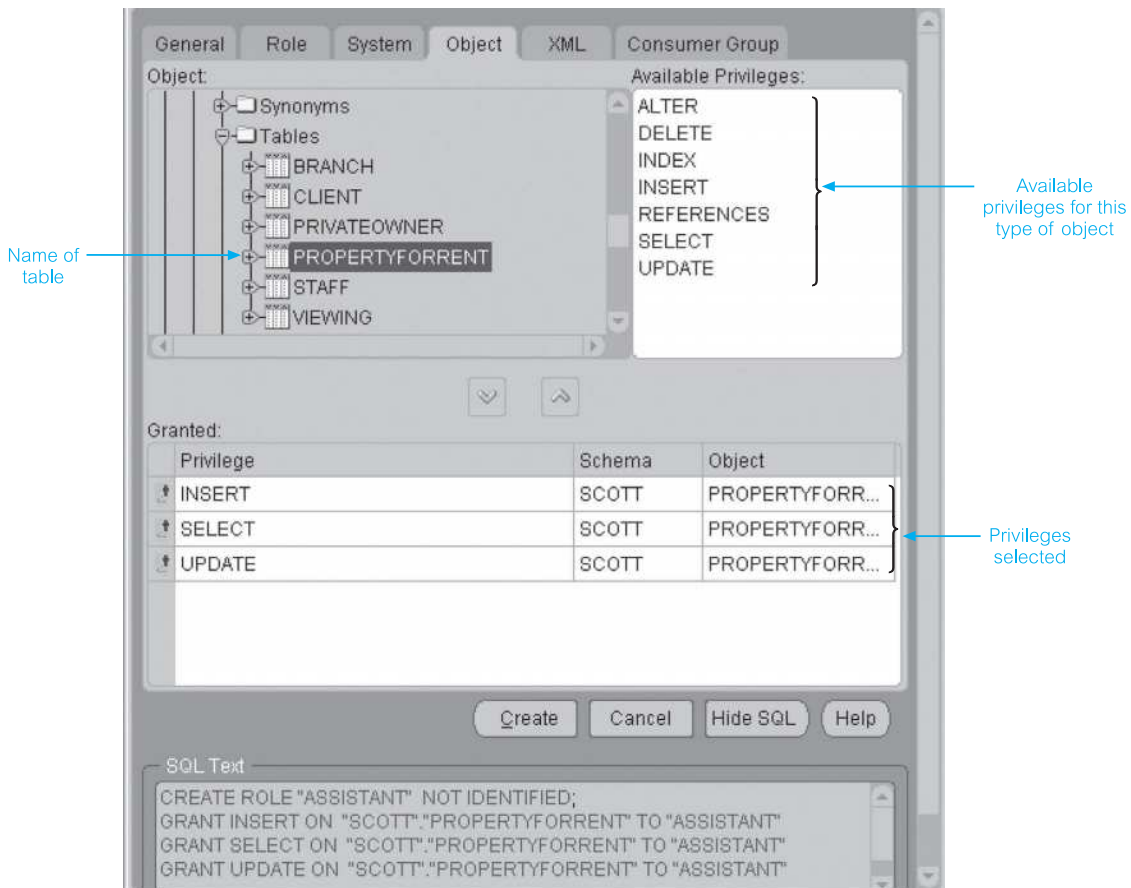 General Role System Object XML Consumer Group
Object:
Synonyms
Tables
BRANCH
CLIENT
PRIVATEOWNER
PROPERTYFORRENT
STAFF
VIEWING
Name of
table
Available Privileges:
ALTER
DELETE
INDEX
INSERT
REFERENCES
SELECT
UPDATE
Available
privileges for this
type of object
Granted:
Privilege Schema Object
INSERT SCOTT PROPERTYFORR...
SELECT SCOTT PROPERTYFORR...
UPDATE SCOTT PROPERTYFORR...
Privileges
selected
Create Cancel Hide SQL Help
SQL Text
CREATE ROLE "ASSISTANT" NOT IDENTIFIED;
GRANT INSERT ON "SCOTT"."PROPERTYFORRENT" TO "ASSISTANT"
GRANT SELECT ON "SCOTT"."PROPERTYFORRENT" TO "ASSISTANT"
GRANT UPDATE ON "SCOTT"."PROPERTYFORRENT" TO "ASSISTANT"